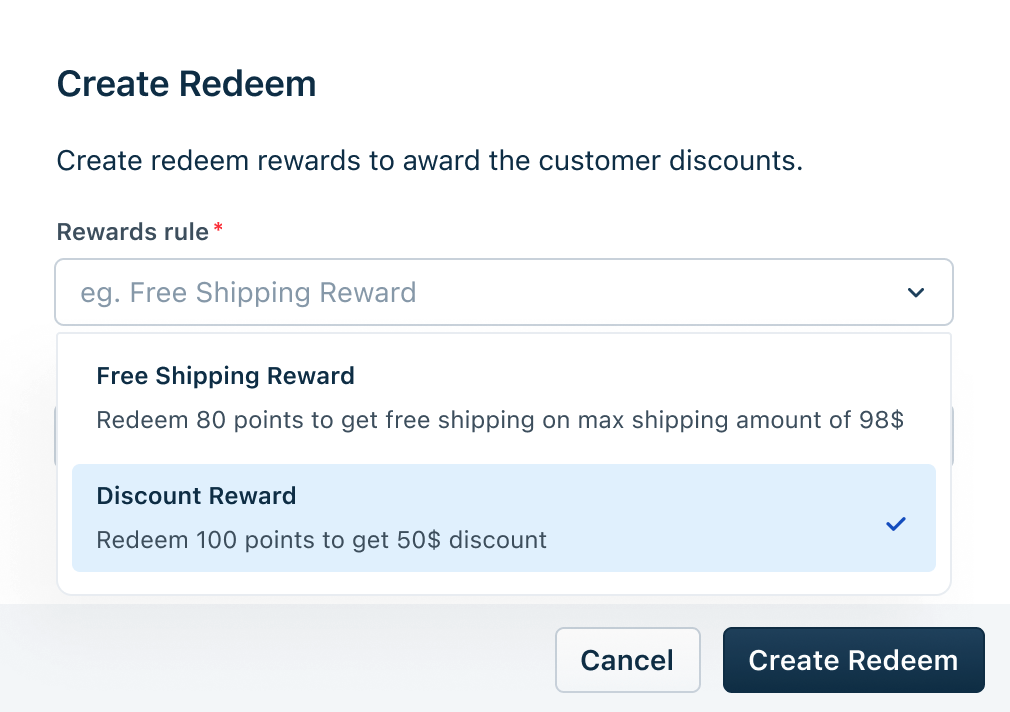 Create Redeem
Create redeem rewards to award the customer discounts.
Rewards rule*
eg. Free Shipping Reward
Free Shipping Reward
Redeem 80 points to get free shipping on max shipping amount of 98$
Discount Reward
Redeem 100 points to get 50$ discount
Cancel
Create Redeem